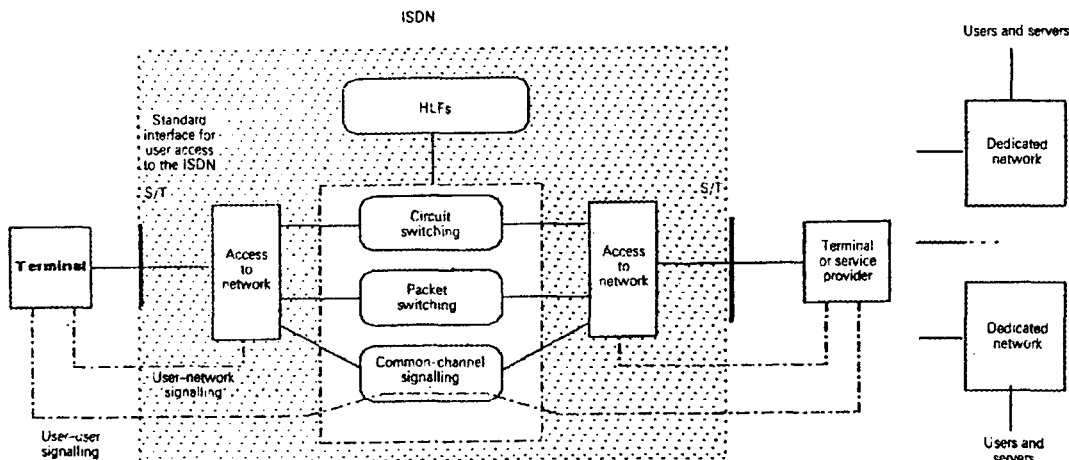 ISDN
Users and servers
HLFs
Standard
interface for
user access
to the ISDN
Dedicated
network
S/T
S/T
Circuit
switching
Terminal
Access
to
network
Access
to
network
Terminal
or service
provider
Packet
switching
Dedicated
network
Common-channel
signalling
User-network
signalling
User-user
signalling
Users and
servers